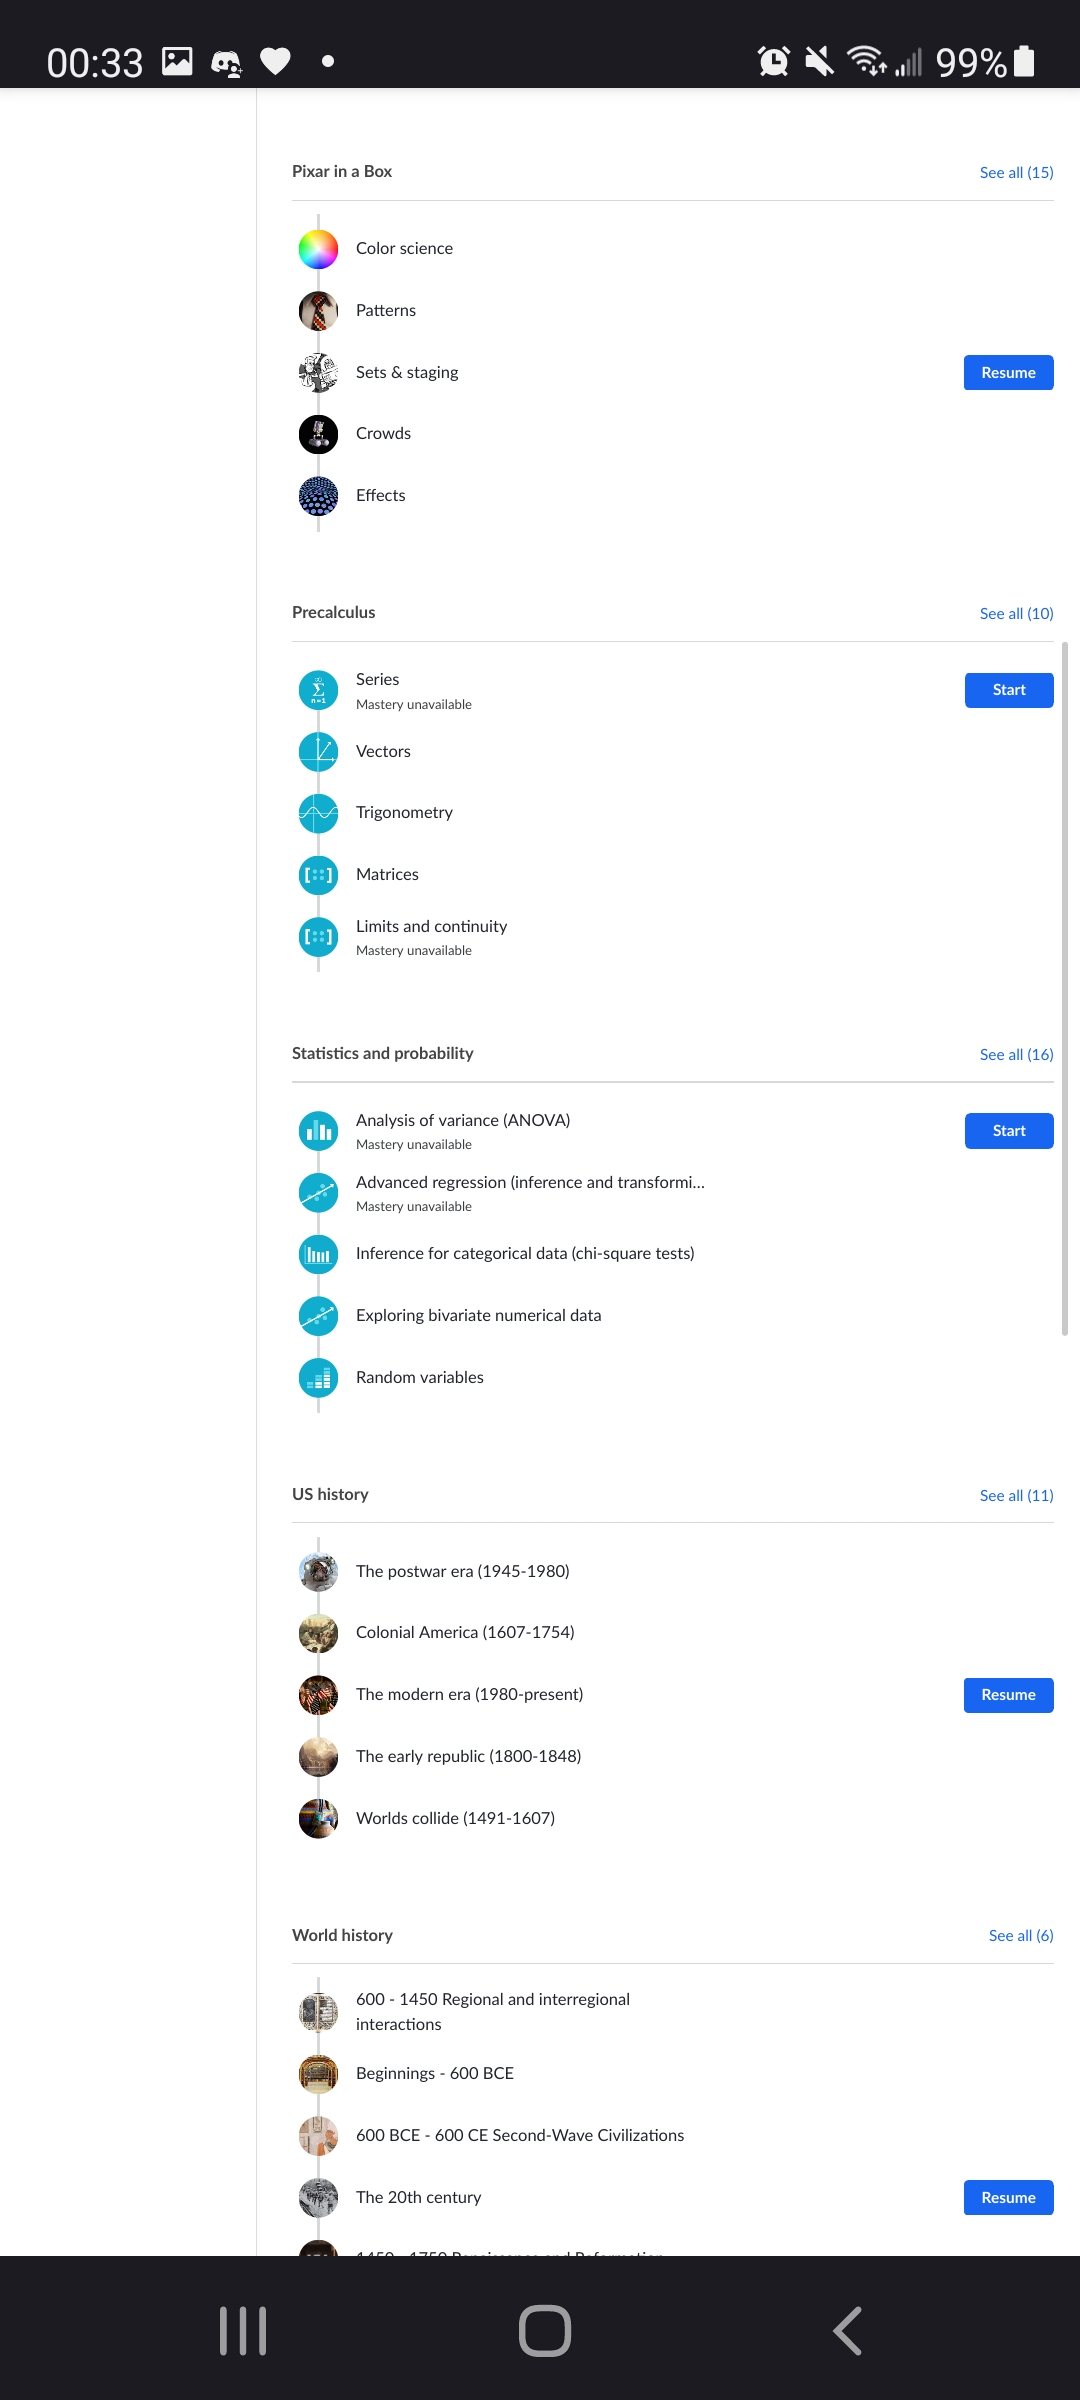 00:33
99%
Pixar in a Box
See all (15)
Color science
Patterns
Sets & staging
Resume
Crowds
Effects
Precalculus
See all (10)
Series
Mastery unavailable
Start
Vectors
Trigonometry
Matrices
Limits and continuity
Mastery unavailable
Statistics and probability
See all (16)
Analysis of variance (ANOVA)
Mastery unavailable
Start
Advanced regression (inference and transformi...
Mastery unavailable
Inference for categorical data (chi-square tests)
Exploring bivariate numerical data
Random variables
US history
See all (11)
The postwar era (1945-1980)
Colonial America (1607-1754)
The modern era (1980-present)
Resume
The early republic (1800-1848)
Worlds collide (1491-1607)
World history
See all (6)
600 - 1450 Regional and interregional
interactions
Beginnings - 600 BCE
600 BCE - 600 CE Second-Wave Civilizations
The 20th century
Resume
1450 - 1750 Renaissance and Reformation